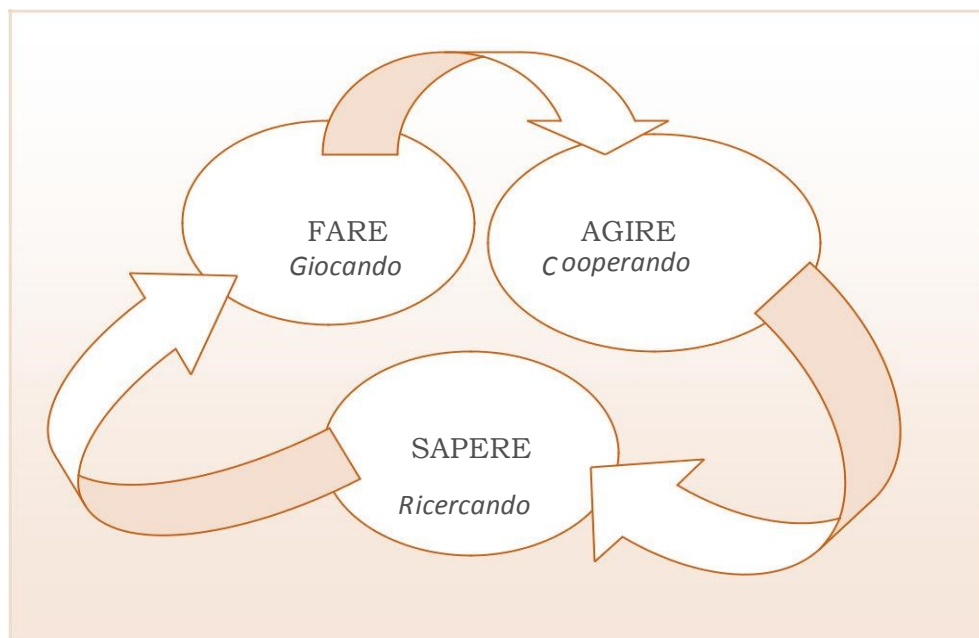 FARE
Giocando
AGIRE
Cooperando
SAPERE
Ricercando